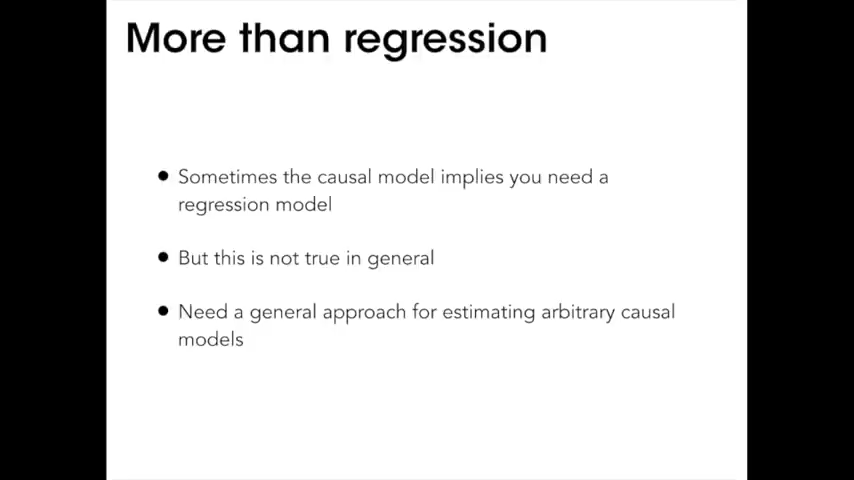 More than regression
• Sometimes the causal model implies you need a
regression model
• But this is not true in general
• Need a general approach for estimating arbitrary causal
models